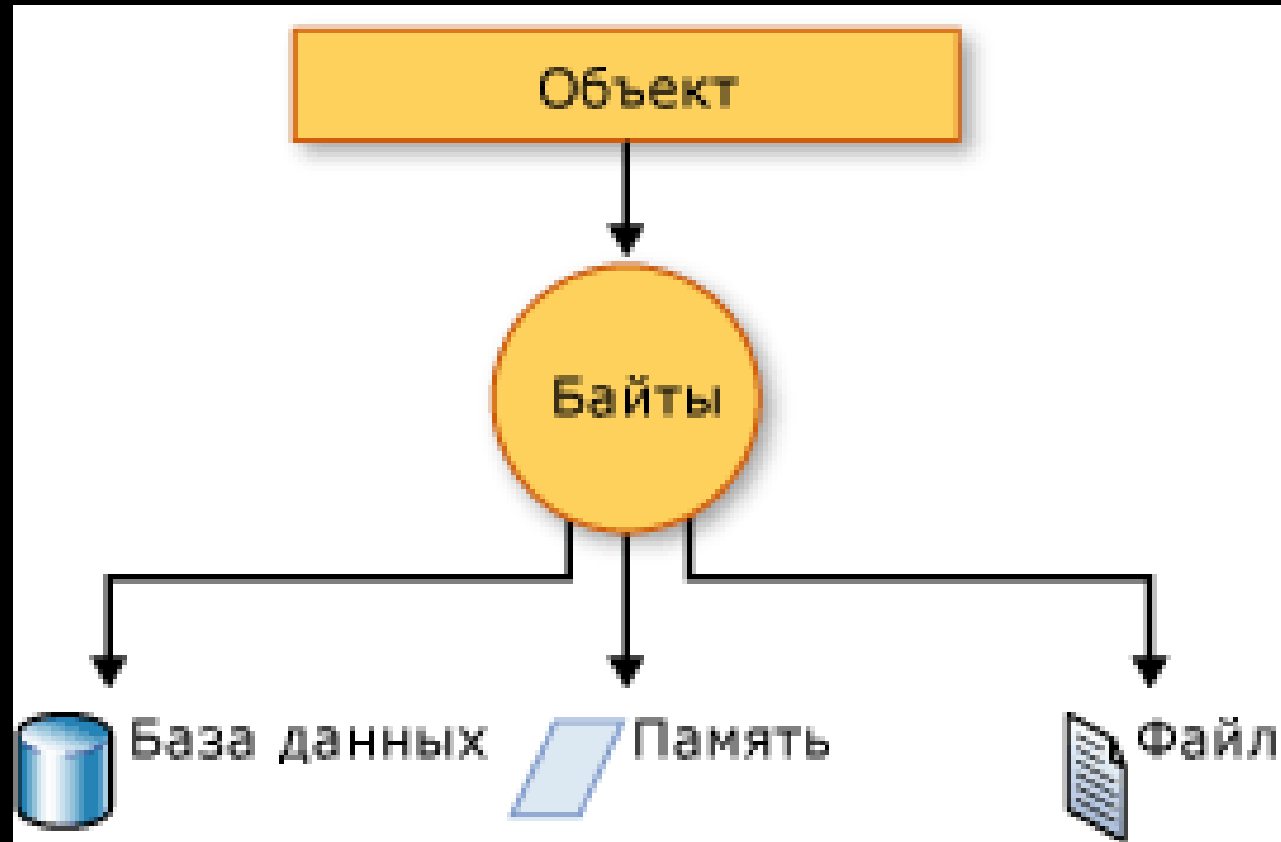 Объект
Байты
База данных
Память
Файл